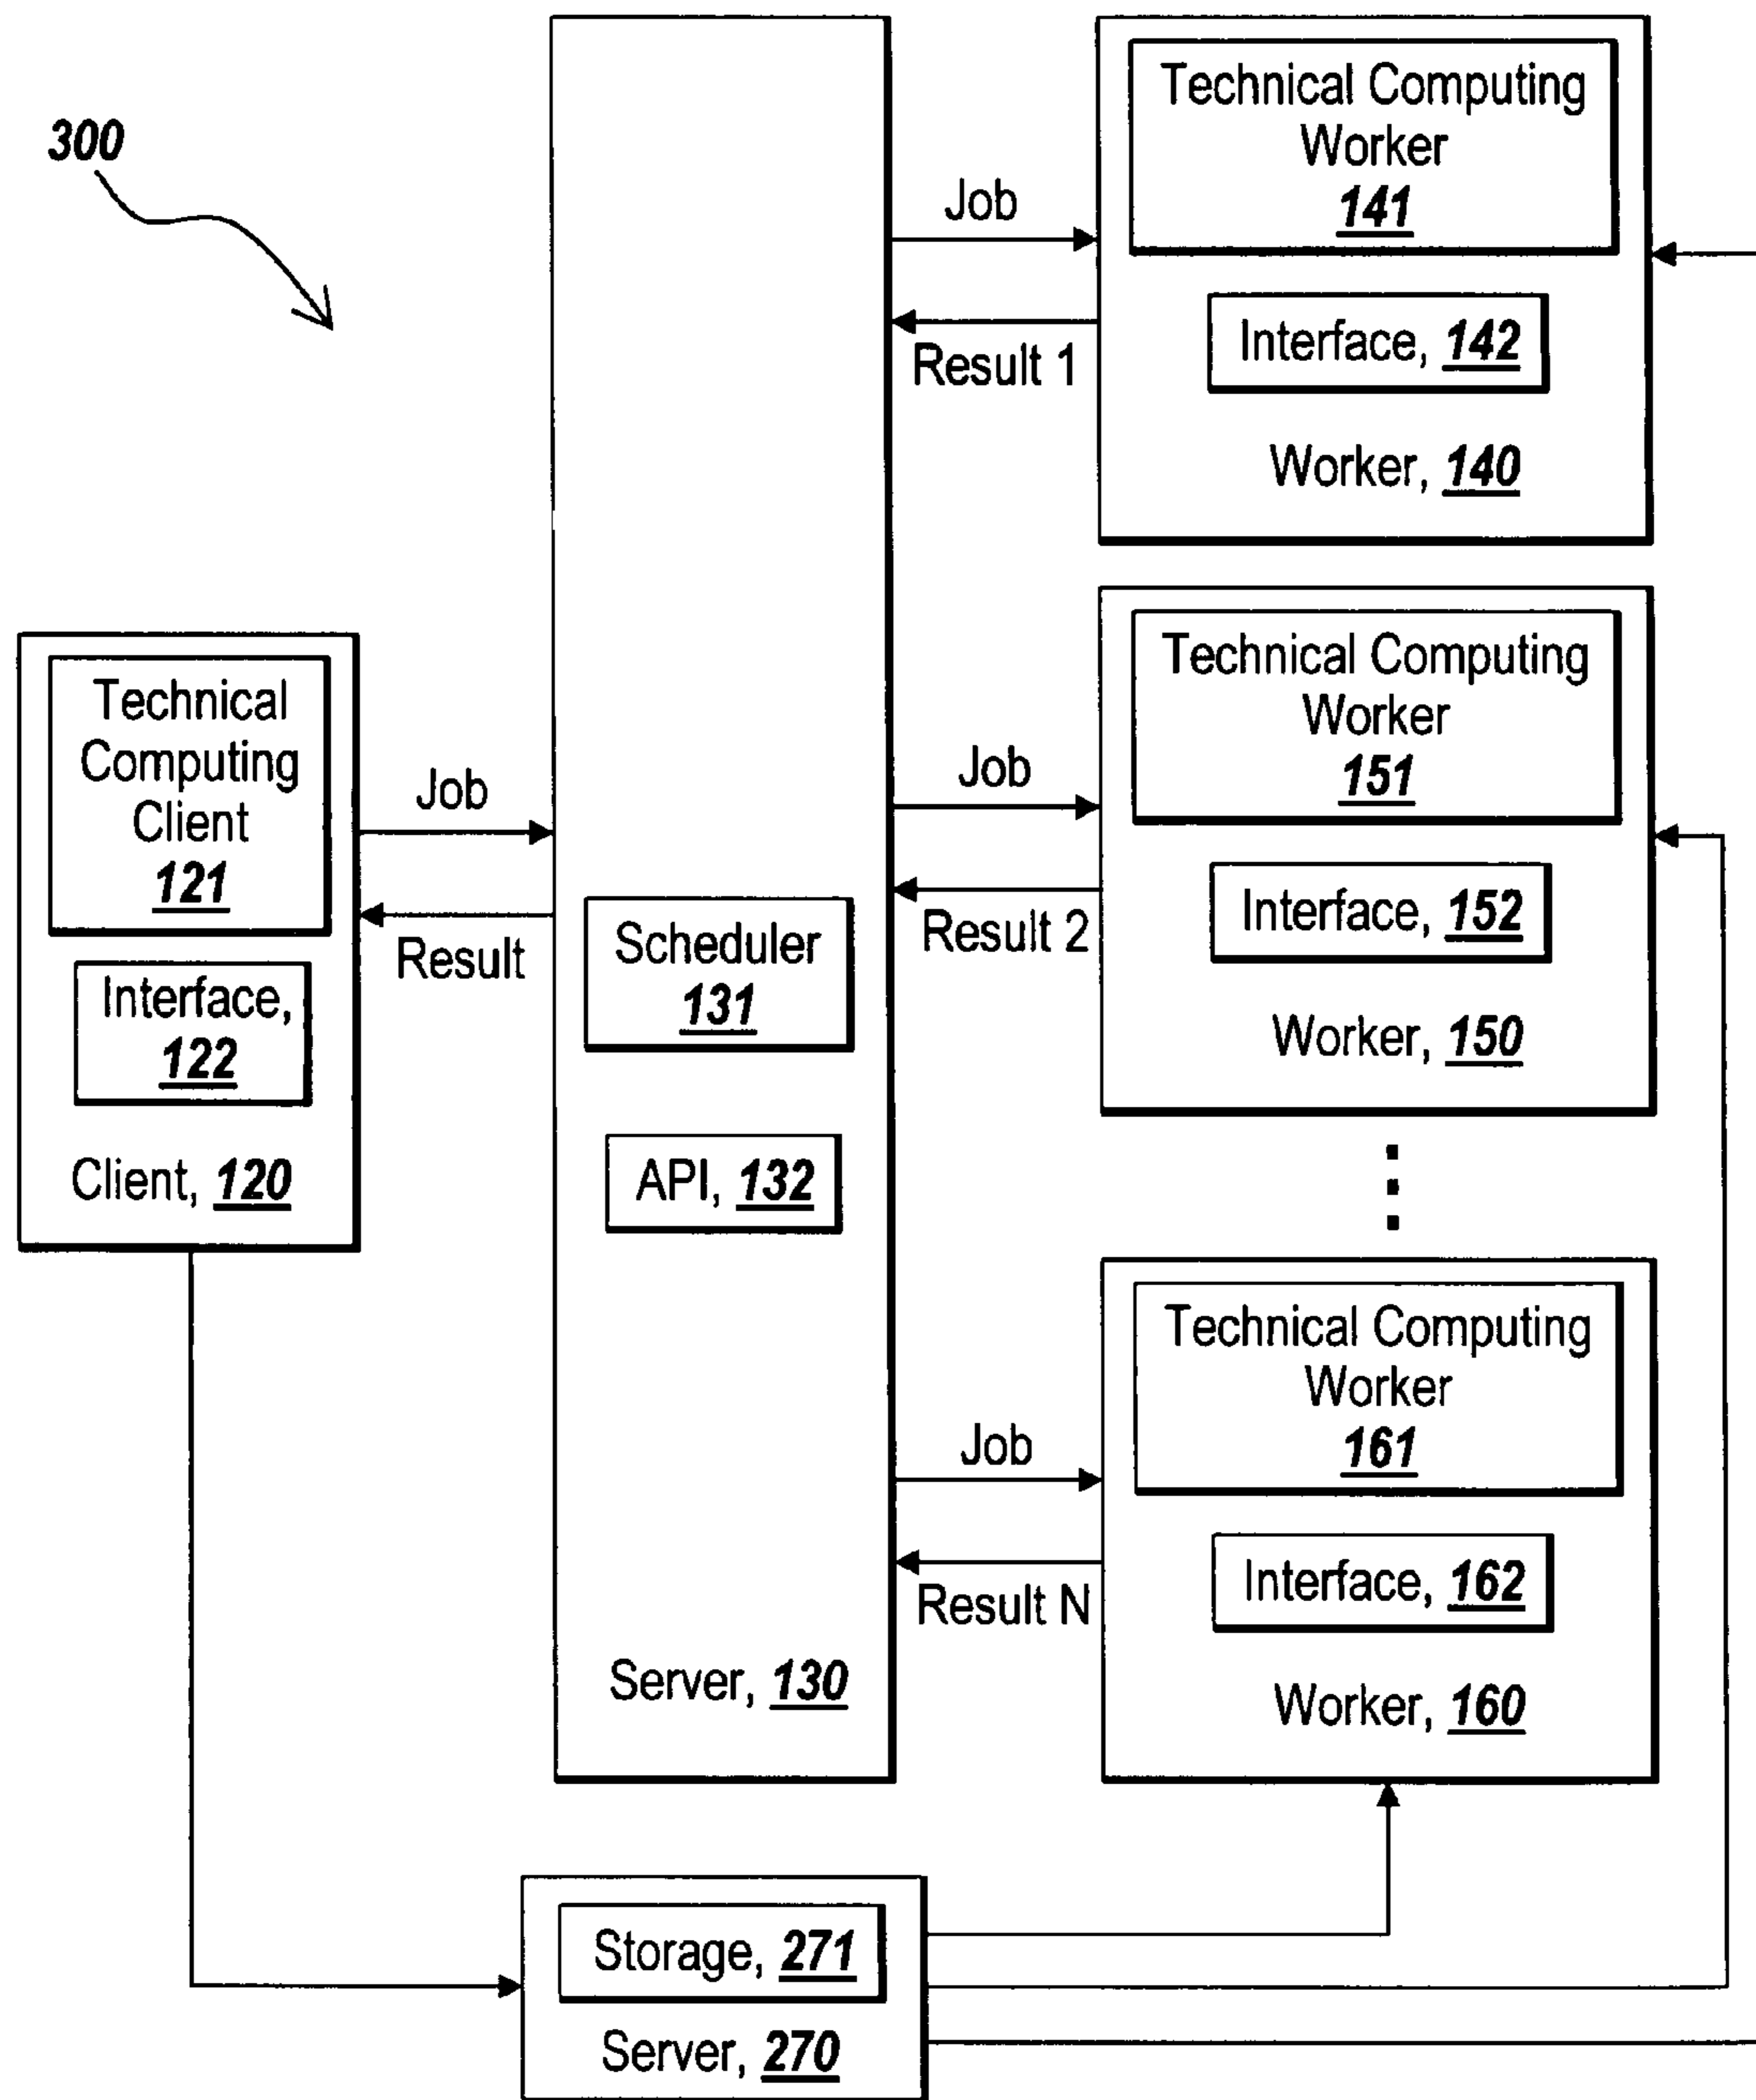 300
Technical
Computing
Client
121
Interface,
122
Client, 120
Job
Result
Scheduler
131
API, 132
Server, 130
Job
Result 1
Technical Computing
Worker
141
Interface, 142
Worker, 140
Job
Result 2
Technical Computing
Worker
151
Interface, 152
Worker, 150
Job
Result N
Technical Computing
Worker
161
Interface, 162
Worker, 160
Storage, 271
Server, 270